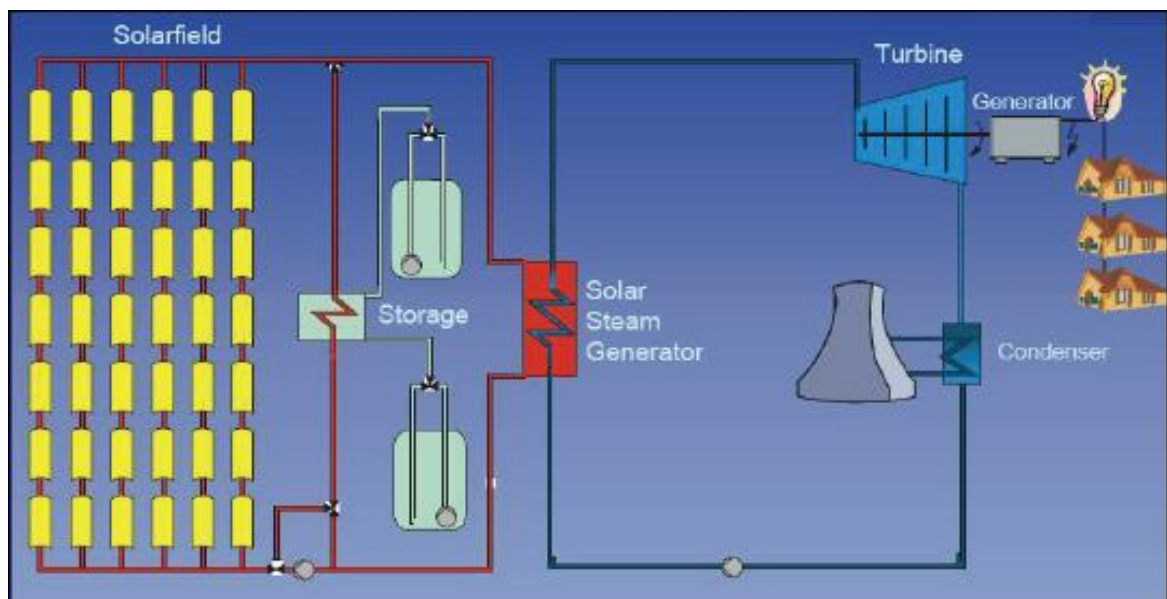 Solarfield
Turbine
Generator
Storage
Solar
Steam
Generator
Condenser